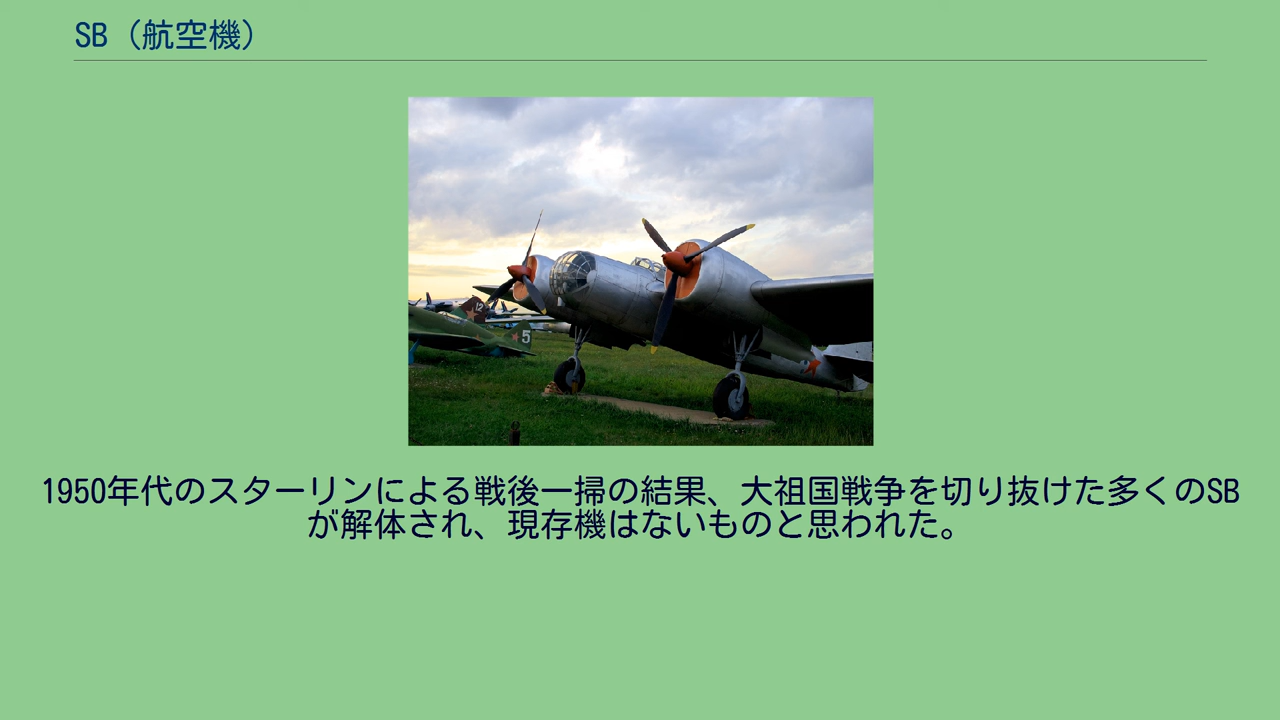 SB（航空機）
12
5
1950年代のスターリンによる戦後一掃の結果、大祖国戦争を切り抜けた多くのSB
が解体され、現存機はないものと思われた。